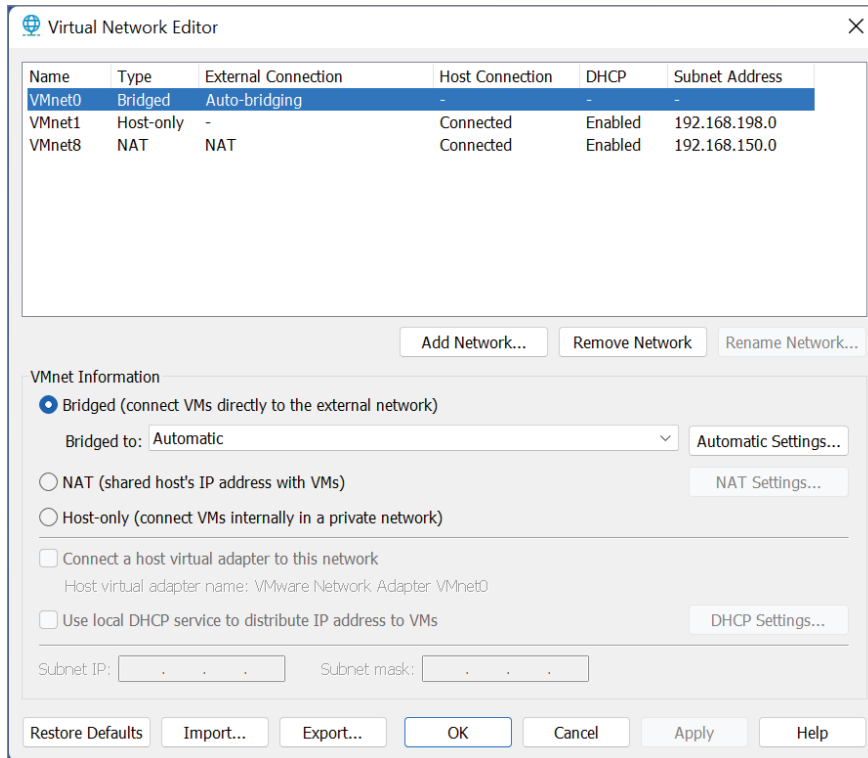 Virtual Network Editor
Name Type External Connection Host Connection DHCP Subnet Address
VMnet0 Bridged Auto-bridging - - -
VMnet1 Host-only - Connected Enabled 192.168.198.0
VMnet8 NAT NAT Connected Enabled 192.168.150.0
Add Network... Remove Network Rename Network...
VMnet Information
Bridged (connect VMs directly to the external network)
Bridged to: Automatic Automatic Settings...
NAT (shared host's IP address with VMs) NAT Settings...
Host-only (connect VMs internally in a private network)
Connect a host virtual adapter to this network
Host virtual adapter name: VMware Network Adapter VMnet0
Use local DHCP service to distribute IP address to VMs DHCP Settings...
Subnet IP: . . . Subnet mask: . . .
Restore Defaults Import... Export... OK Cancel Apply Help